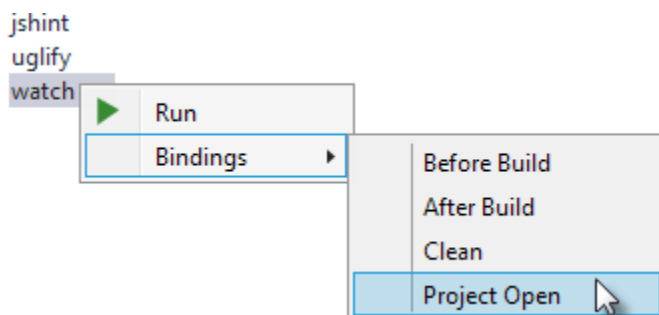 jshint
uglify
watch
Run
Bindings
Before Build
After Build
Clean
Project Open